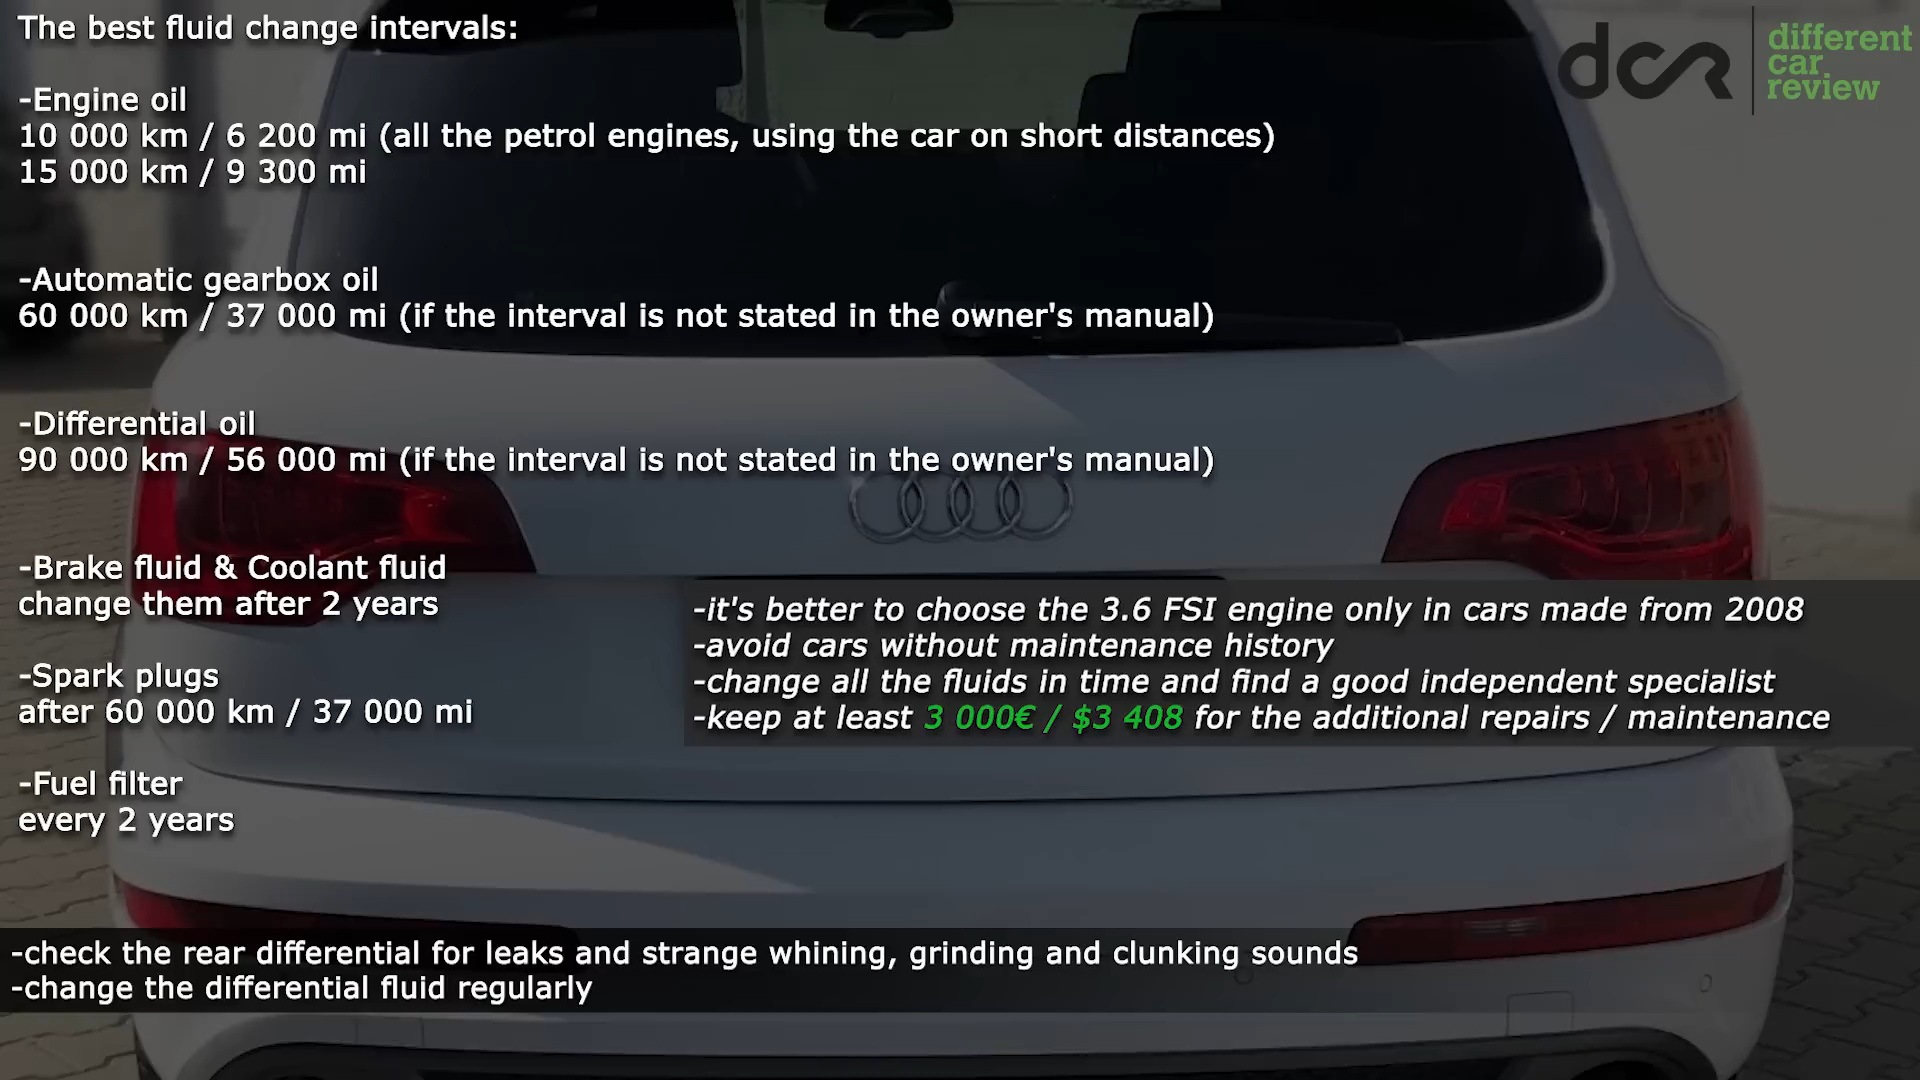 The best fluid change intervals:
dcr
different
car
review
-Engine oil
10 000 km / 6 200 mi (all the petrol engines, using the car on short distances)
15 000 km / 9 300 mi
-Automatic gearbox oil
60 000 km / 37 000 mi (if the interval is not stated in the owner's manual)
-Differential oil
90 000 km / 56 000 mi (if the interval is not stated in the owner's manual)
-Brake fluid & Coolant fluid
change them after 2 years
-Spark plugs
after 60 000 km / 37 000 mi
-Fuel filter
every 2 years
-it's better to choose the 3.6 FSI engine only in cars made from 2008
-avoid cars without maintenance history
-change all the fluids in time and find a good independent specialist
-keep at least 3 000€ / $3 408 for the additional repairs / maintenance
-check the rear differential for leaks and strange whining, grinding and clunking sounds
-change the differential fluid regularly